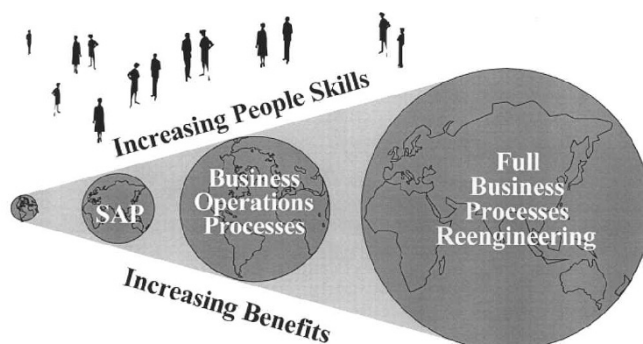 Increasing People Skills
SAP
Business
Operations
Processes
Full
Business
Processes
Reengineering
Increasing Benefits